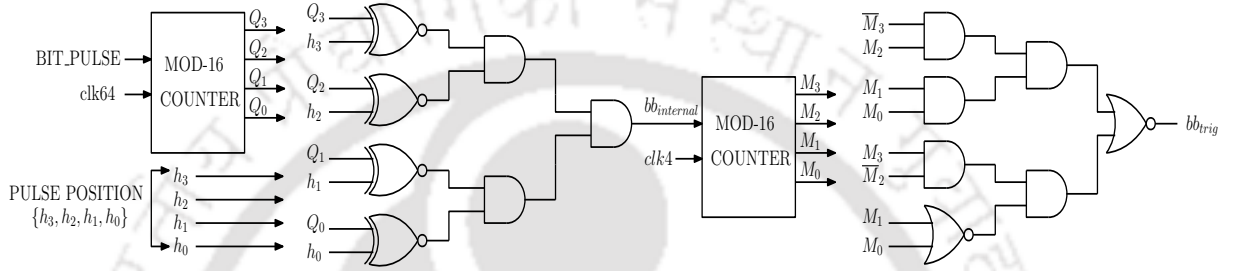 BIT_PULSE
clk64
MOD-16
COUNTER
Q₃
Q₂
Q₁
Q₀
PULSE POSITION
{h₃, h₂, h₁, h₀}
h₃
h₂
h₁
h₀
Q₃
h₃
Q₂
h₂
Q₁
h₁
Q₀
h₀
bb_internal
clk4
MOD-16
COUNTER
M₃
M₂
M₁
M₀
M̅₃
M₂
M₁
M₀
M₃
M̅₂
M₁
M₀
bb_trig